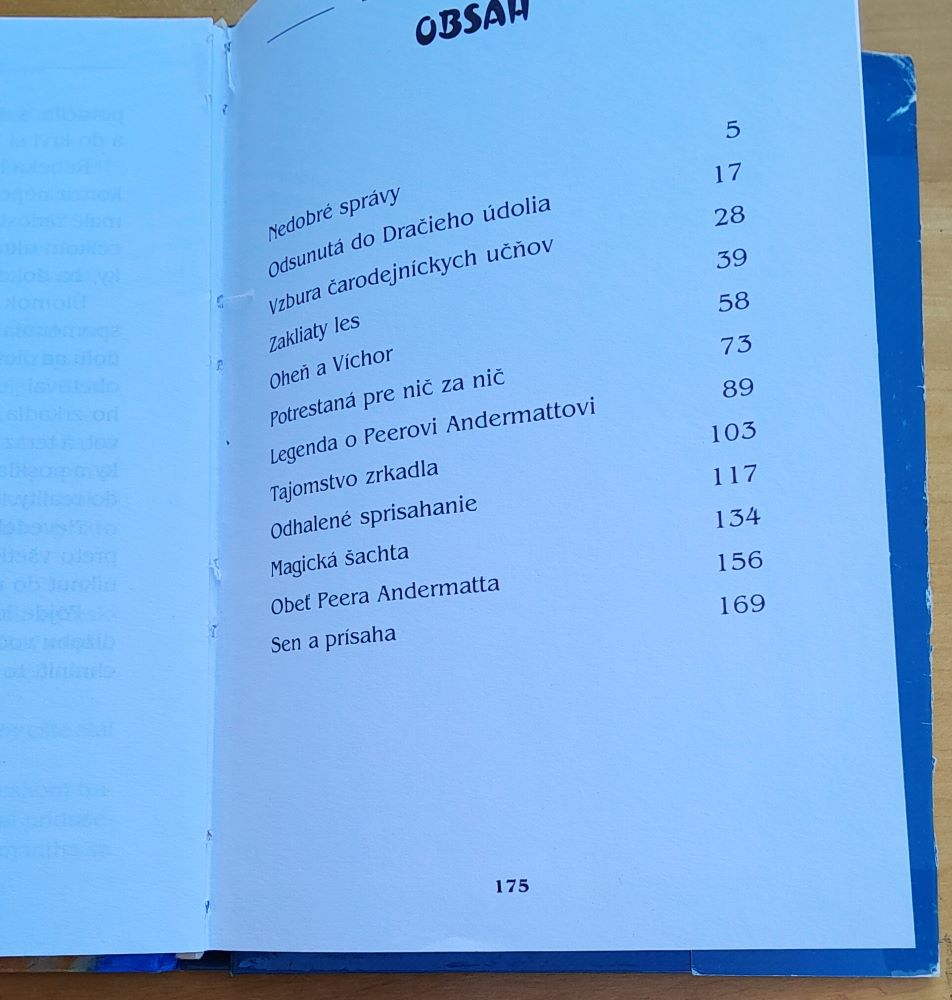 OBSAH
Nedobré správy 5
Odsunutá do Dračieho údolia 17
Vzbura čarodejníckych učňov 28
Zakliaty les 39
Oheň a Víchor 58
Potrestaná pre nič za nič 73
Legenda o Peerovi Andermattovi 89
Tajomstvo zrkadla 103
Odhalené sprisahanie 117
Magická šachta 134
Obeť Peera Andermatta 156
Sen a prísaha 169
175